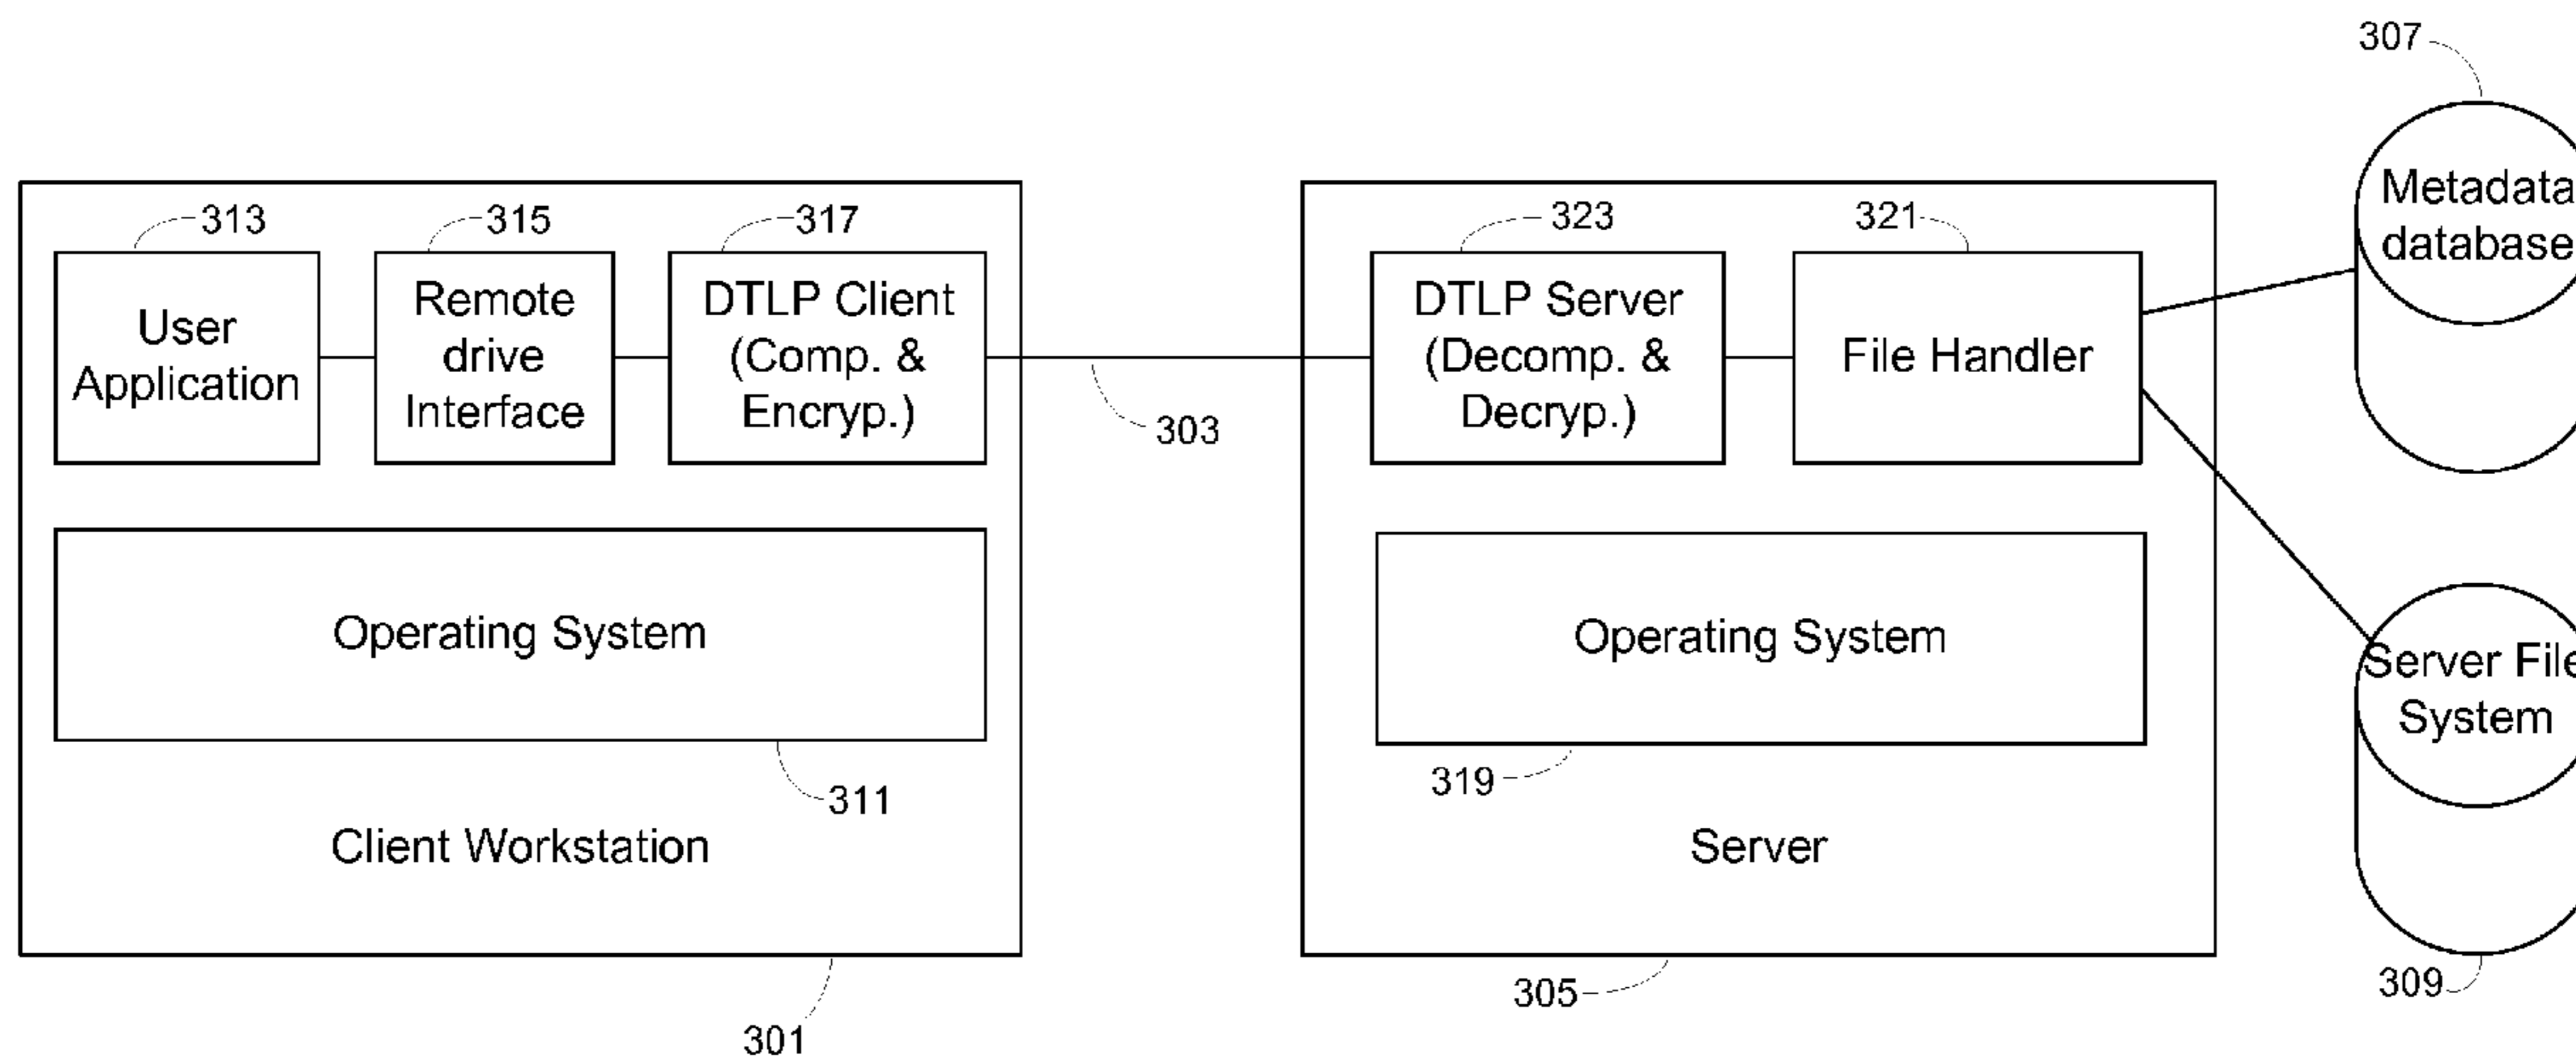 307
Metadata
database
313
315
317
323
321
User
Application
Remote
drive
Interface
DTLP Client
(Comp. &
Encryp.)
DTLP Server
(Decomp. &
Decryp.)
File Handler
303
Operating System
311
Client Workstation
301
Operating System
319
Server
305
Server File
System
309